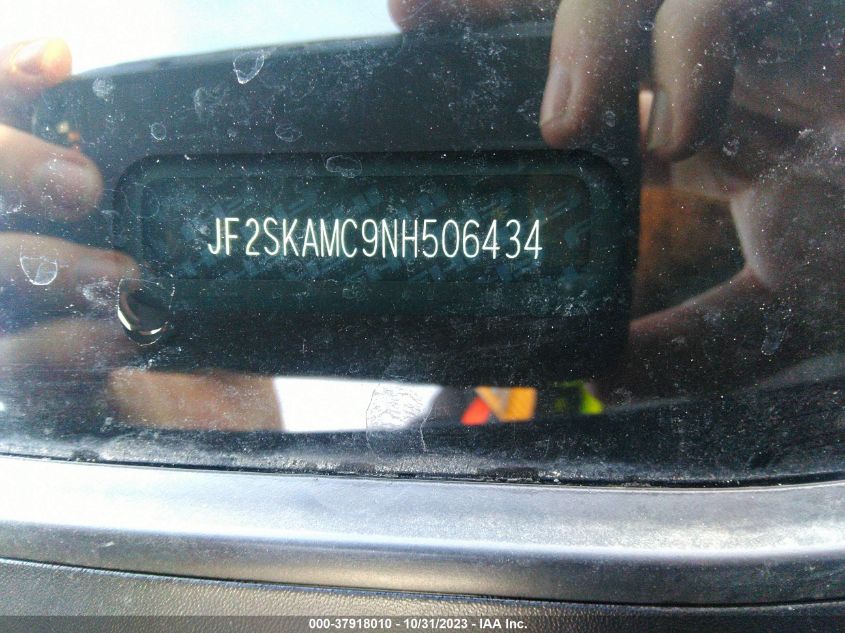 JF2SKAMC9NH506434
000-37918010 - 10/31/2023 - IAA Inc.